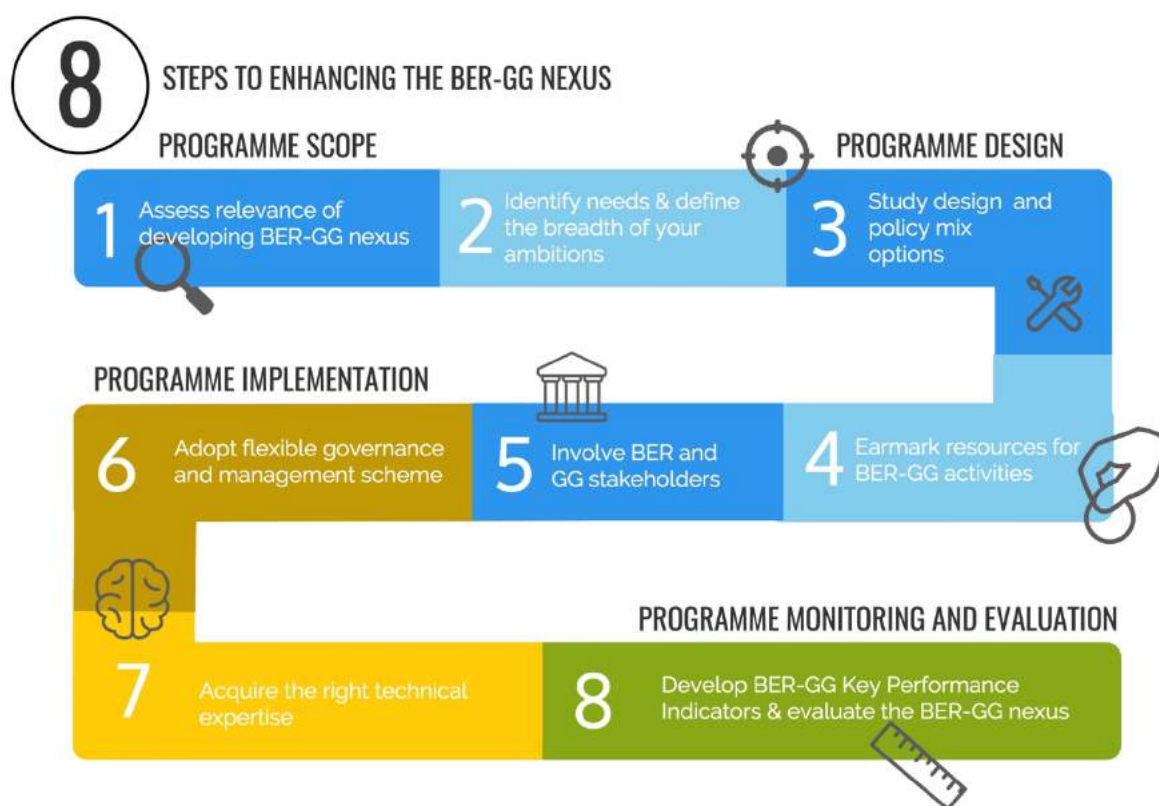 8
STEPS TO ENHANCING THE BER-GG NEXUS
PROGRAMME SCOPE
1
Assess relevance of
developing BER-GG nexus
2
Identify needs & define
the breadth of your
ambitions
PROGRAMME DESIGN
3
Study design and
policy mix
options
4
Earmark resources for
BER-GG activities
5
Involve BER and
GG stakeholders
PROGRAMME IMPLEMENTATION
6
Adopt flexible governance
and management scheme
7
Acquire the right technical
expertise
PROGRAMME MONITORING AND EVALUATION
8
Develop BER-GG Key Performance
Indicators & evaluate the BER-GG nexus